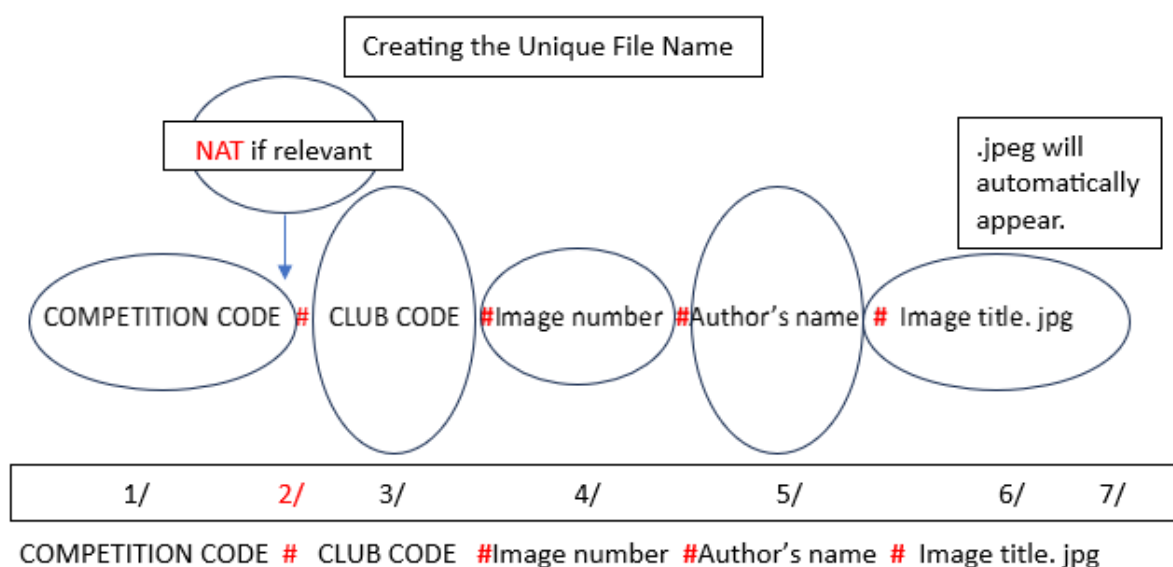 Creating the Unique File Name
NAT if relevant
.jpeg will
automatically
appear.
COMPETITION CODE # CLUB CODE #Image number #Author's name # Image title. jpg
1/ 2/ 3/ 4/ 5/ 6/ 7/
COMPETITION CODE # CLUB CODE #Image number #Author's name # Image title. jpg